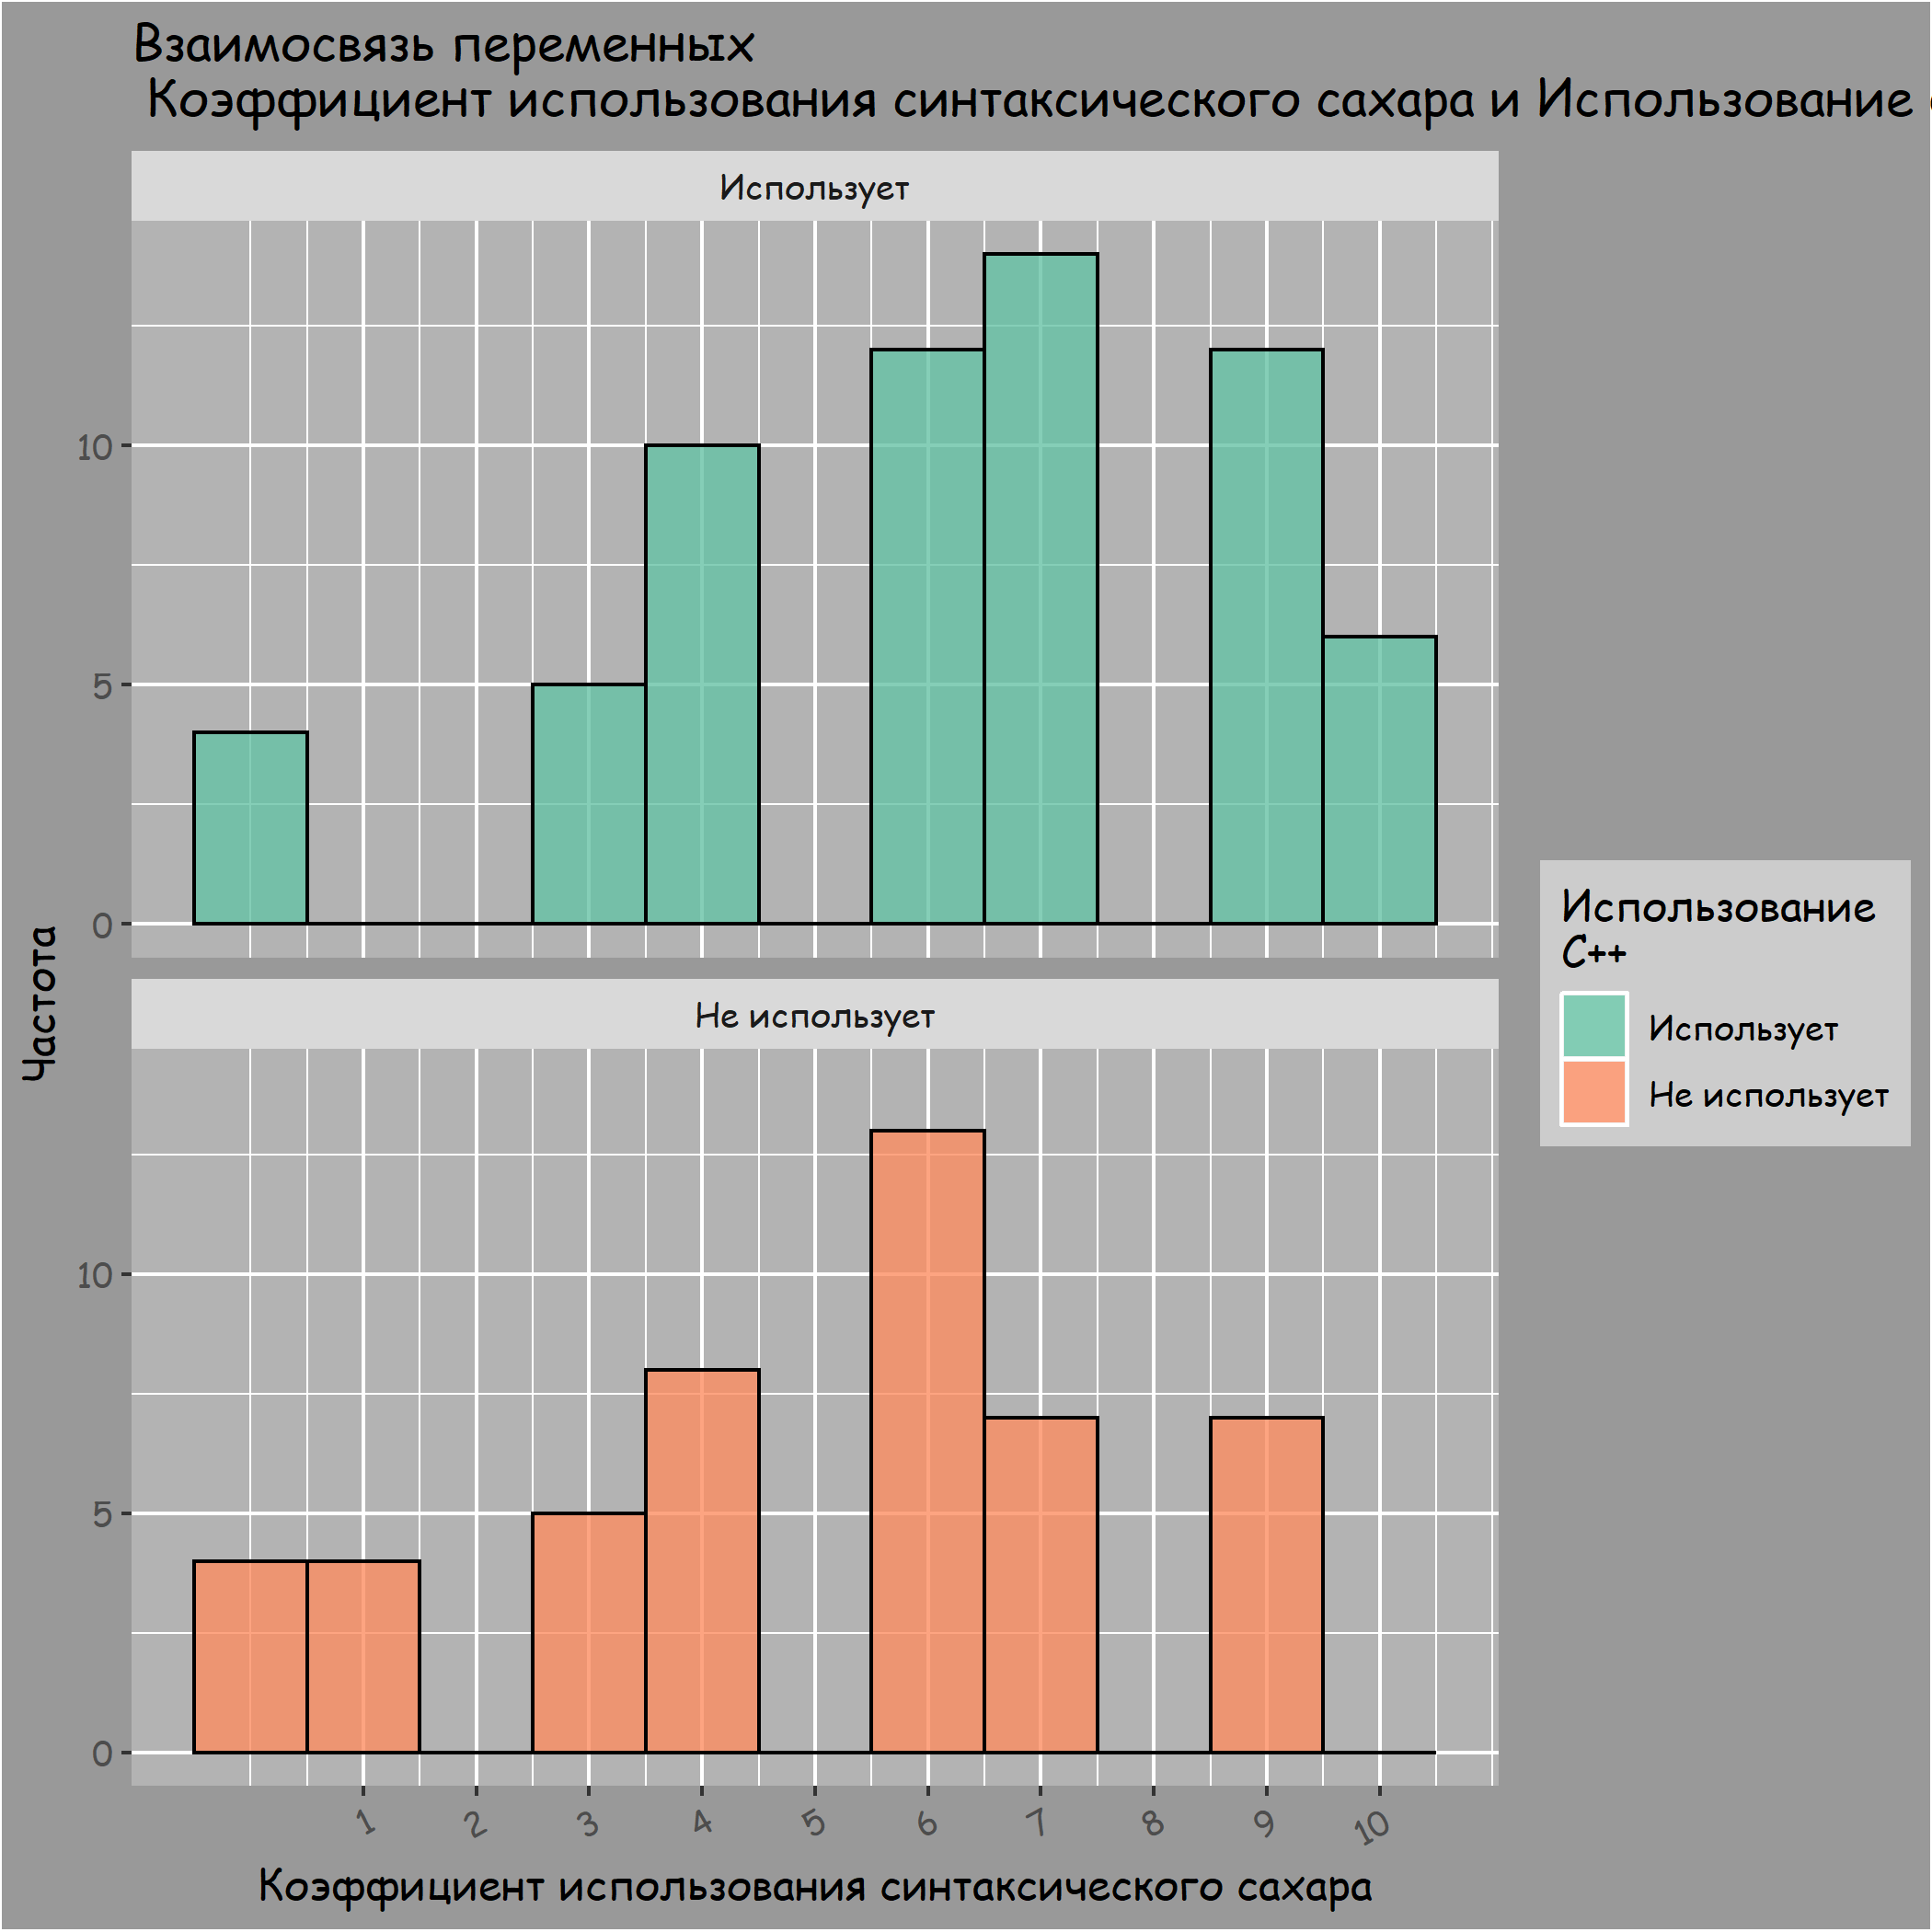 Взаимосвязь переменных
Коэффициент использования синтаксического сахара и Использование
Использует
10
5
0
Не использует
10
5
0
1 2 3 4 5 6 7 8 9 10
Коэффициент использования синтаксического сахара
Частота
Использование
C++
Использует
Не использует